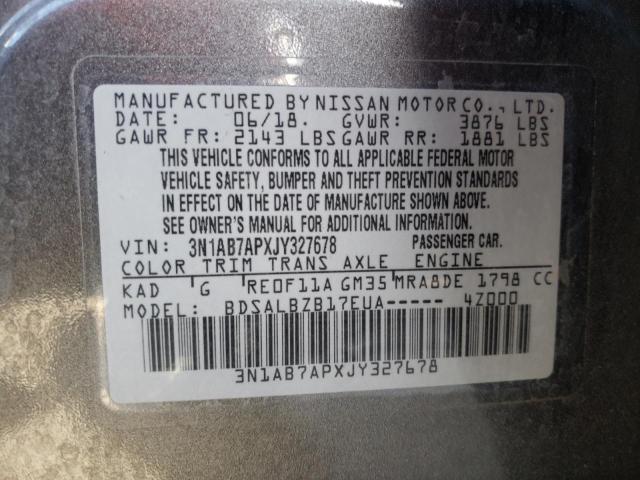 MANUFACTURED BY NISSAN MOTOR CO., LTD.
DATE: 06/18. GVWR: 3876 LBS
GAWR FR: 2143 LBS GAWR RR: 1881 LBS
THIS VEHICLE CONFORMS TO ALL APPLICABLE FEDERAL MOTOR
VEHICLE SAFETY, BUMPER AND THEFT PREVENTION STANDARDS
IN EFFECT ON THE DATE OF MANUFACTURE SHOWN ABOVE.
SEE OWNER'S MANUAL FOR ADDITIONAL INFORMATION.
VIN: 3N1AB7APXJY327678 PASSENGER CAR.
COLOR TRIM TRANS AXLE ENGINE
KAD G RE0F11A GM35 MRA8DE 1798 CC
MODEL: BDSALBZB17EUA----- 4Z000
3N1AB7APXJY327678